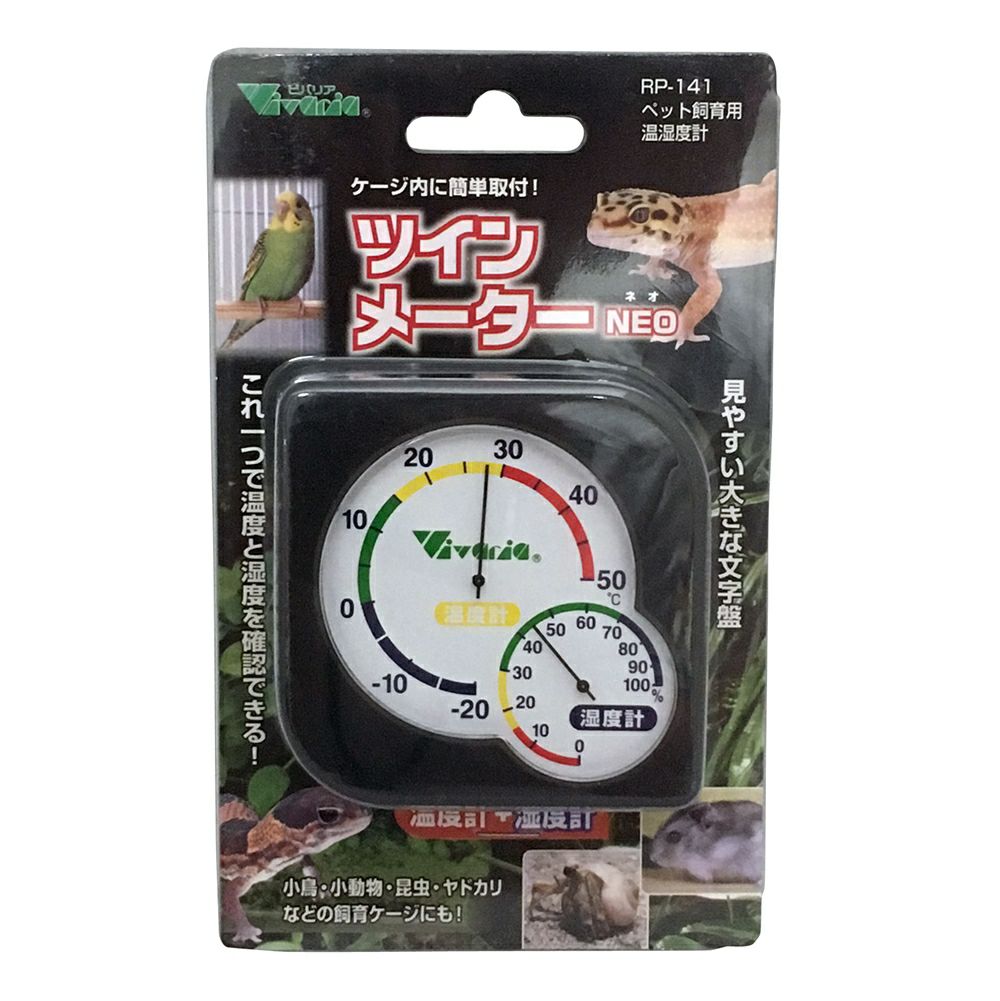 ビバリア
Vivaria®
RP-141
ペット飼育用
温湿度計
ケージ内に簡単取付！
ツイン
メーター NEO
ネオ
これ一つで温度と湿度を確認できる！
見やすい大きな文字盤
-20
-10
0
10
20
30
40
50
℃
Vivaria®
温度計
0
10
20
30
40
50
60
70
80
90
100
%
湿度計
温度計+湿度計
小鳥・小動物・昆虫・ヤドカリ
などの飼育ケージにも！